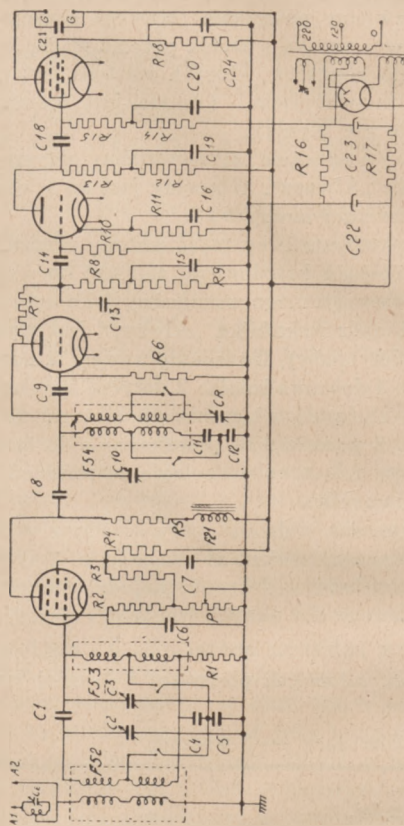 A1
A2
C1
FS2
C2
C3
FS3
C4
C5
R1
C6
R2
P
R3
C7
R4
R5
C8
FS4
C10
C11
C12
CR
C9
R6
R7
C13
R8
R9
C15
C14
R10
R11
C16
R13
R12
C19
C18
R15
R14
C20
R18
C24
C21
G
G
220
120
O
R16
C23
R17
C22